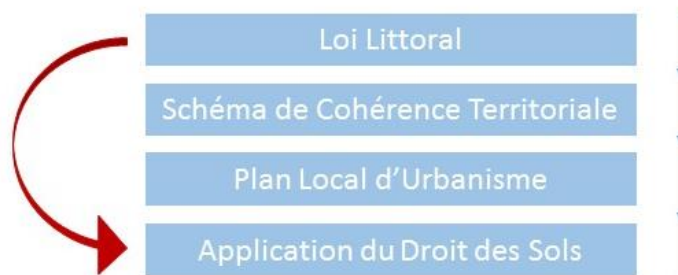 Loi Littoral
Schéma de Cohérence Territoriale
Plan Local d'Urbanisme
Application du Droit des Sols